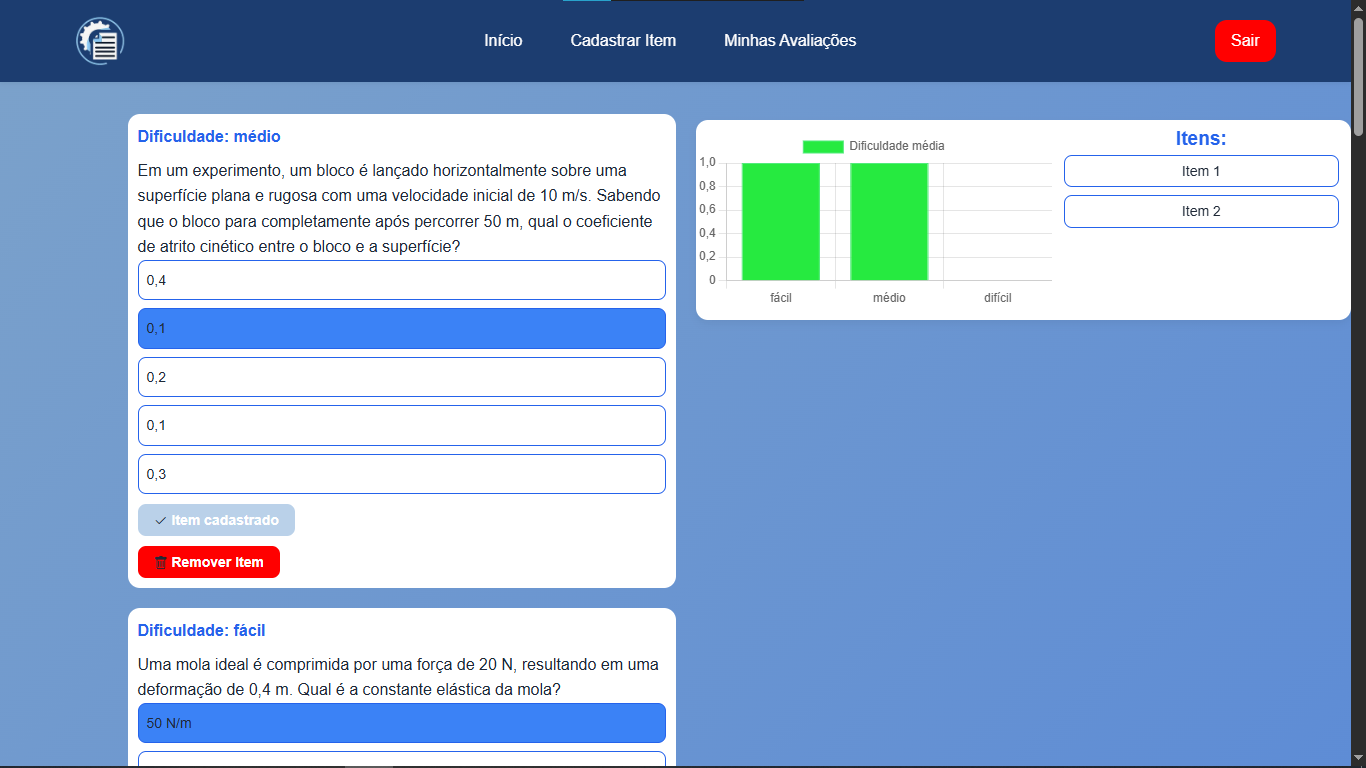 Início
Cadastrar Item
Minhas Avaliações
Sair
Dificuldade: médio
Em um experimento, um bloco é lançado horizontalmente sobre uma
superfície plana e rugosa com uma velocidade inicial de 10 m/s. Sabendo
que o bloco para completamente após percorrer 50 m, qual o coeficiente
de atrito cinético entre o bloco e a superfície?
0,4
0,1
0,2
0,1
0,3
Item cadastrado
Remover Item
Dificuldade: fácil
Uma mola ideal é comprimida por uma força de 20 N, resultando em uma
deformação de 0,4 m. Qual é a constante elástica da mola?
50 N/m
Dificuldade média
1,0
0,8
0,6
0,4
0,2
0
fácil
médio
difícil
Itens:
Item 1
Item 2